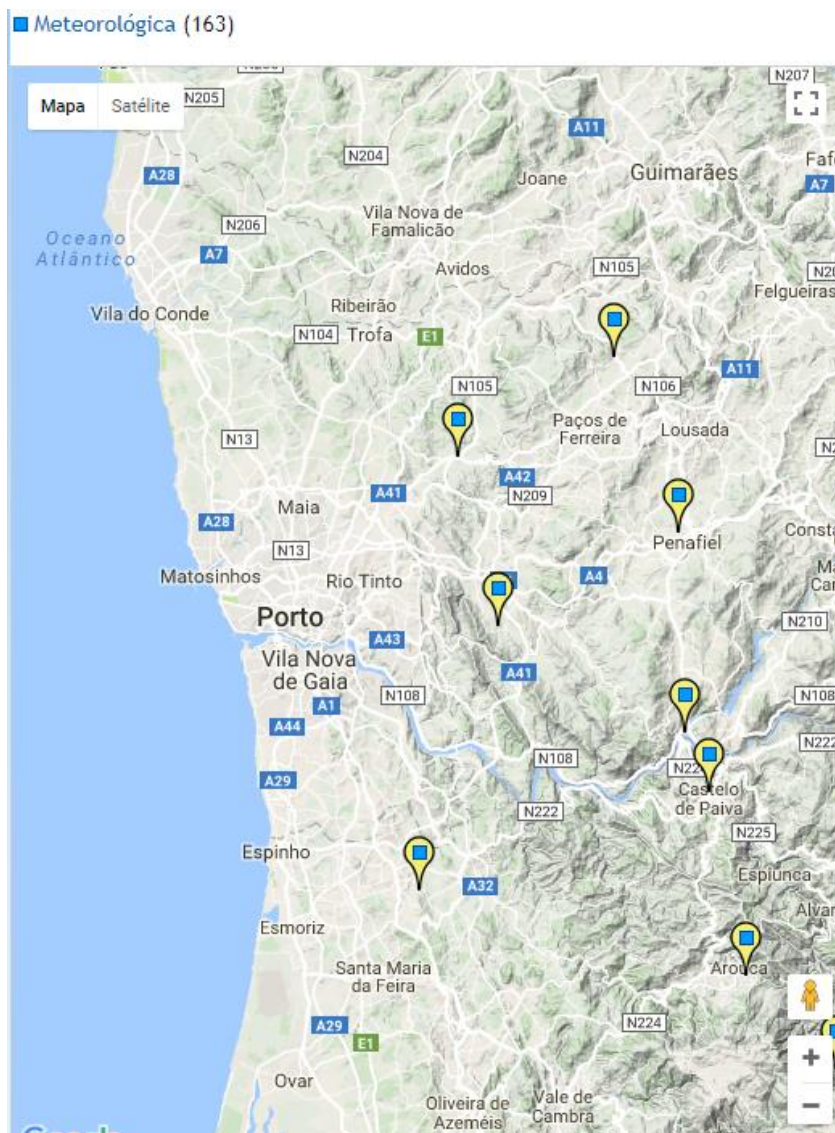 Meteorológica (163)
Mapa Satélite
N205
N207
A11
N204
A28
Joane
Guimarães
A7
Vila Nova de
Famalicão
N206
Oceano
Atlântico
A7
Avidos
N105
Felgueiras
Vila do Conde
Ribeirão
N104
Trofa
E1
A11
N105
N106
Paços de
Ferreira
Lousada
N13
A42
A41
N209
Maia
A28
N13
Penafiel
Matosinhos
Rio Tinto
A4
Porto
N210
A43
Vila Nova
de Gaia
A41
N108
N108
A1
A44
N222
N108
A29
Castelo
de Paiva
N222
N225
Espinho
A32
Espiunca
Esmoriz
Santa Maria
da Feira
Arouca
A29
N224
E1
Ovar
Oliveira de
Azeméis
Vale de
Cambra